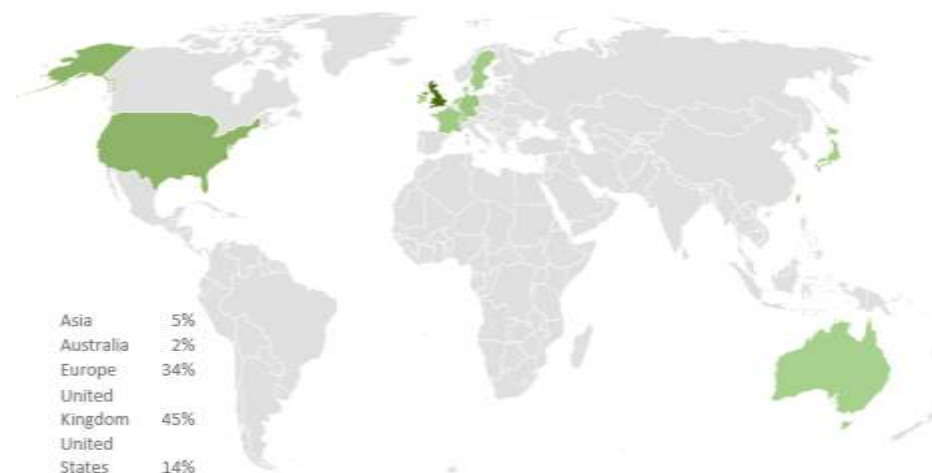 Asia 5%
Australia 2%
Europe 34%
United
Kingdom 45%
United
States 14%